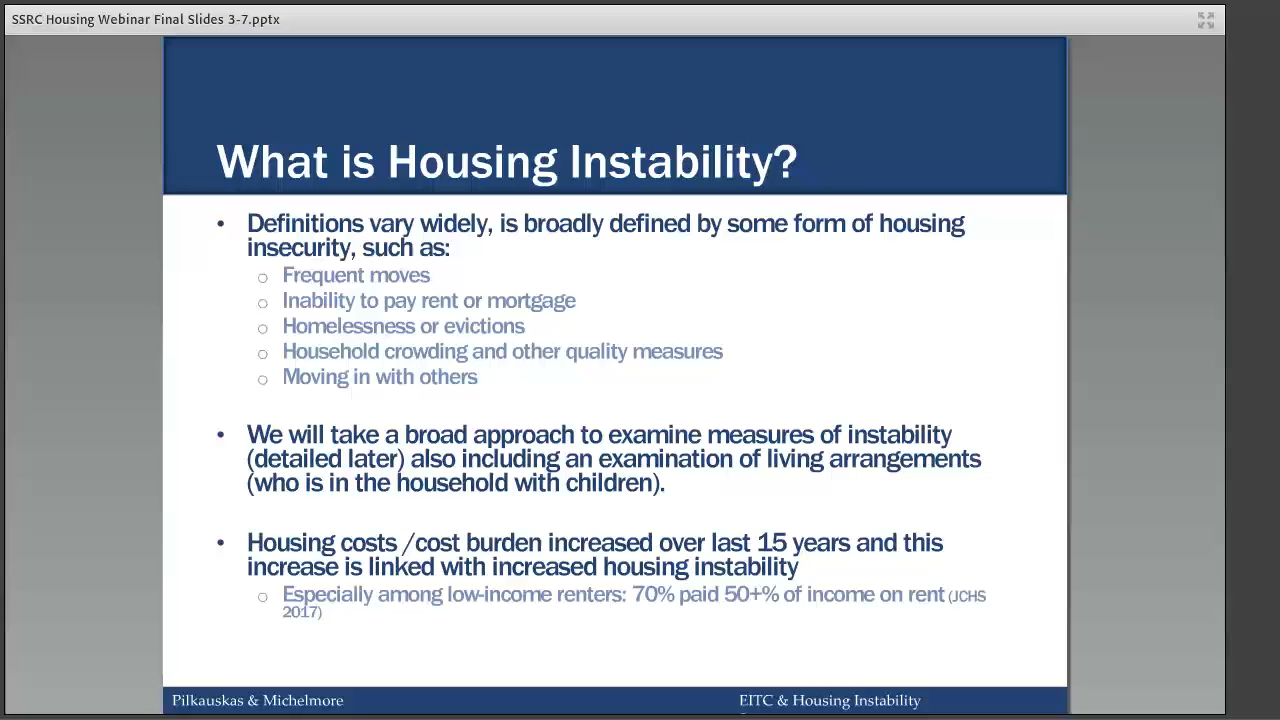 SSRC Housing Webinar Final Slides 3-7.pptx
What is Housing Instability?
• Definitions vary widely, is broadly defined by some form of housing
insecurity, such as:
○ Frequent moves
○ Inability to pay rent or mortgage
○ Homelessness or evictions
○ Household crowding and other quality measures
○ Moving in with others
• We will take a broad approach to examine measures of instability
(detailed later) also including an examination of living arrangements
(who is in the household with children).
• Housing costs /cost burden increased over last 15 years and this
increase is linked with increased housing instability
○ Especially among low-income renters: 70% paid 50+% of income on rent (JCHS
2017)
Pilkauskas & Michelmore
EITC & Housing Instability